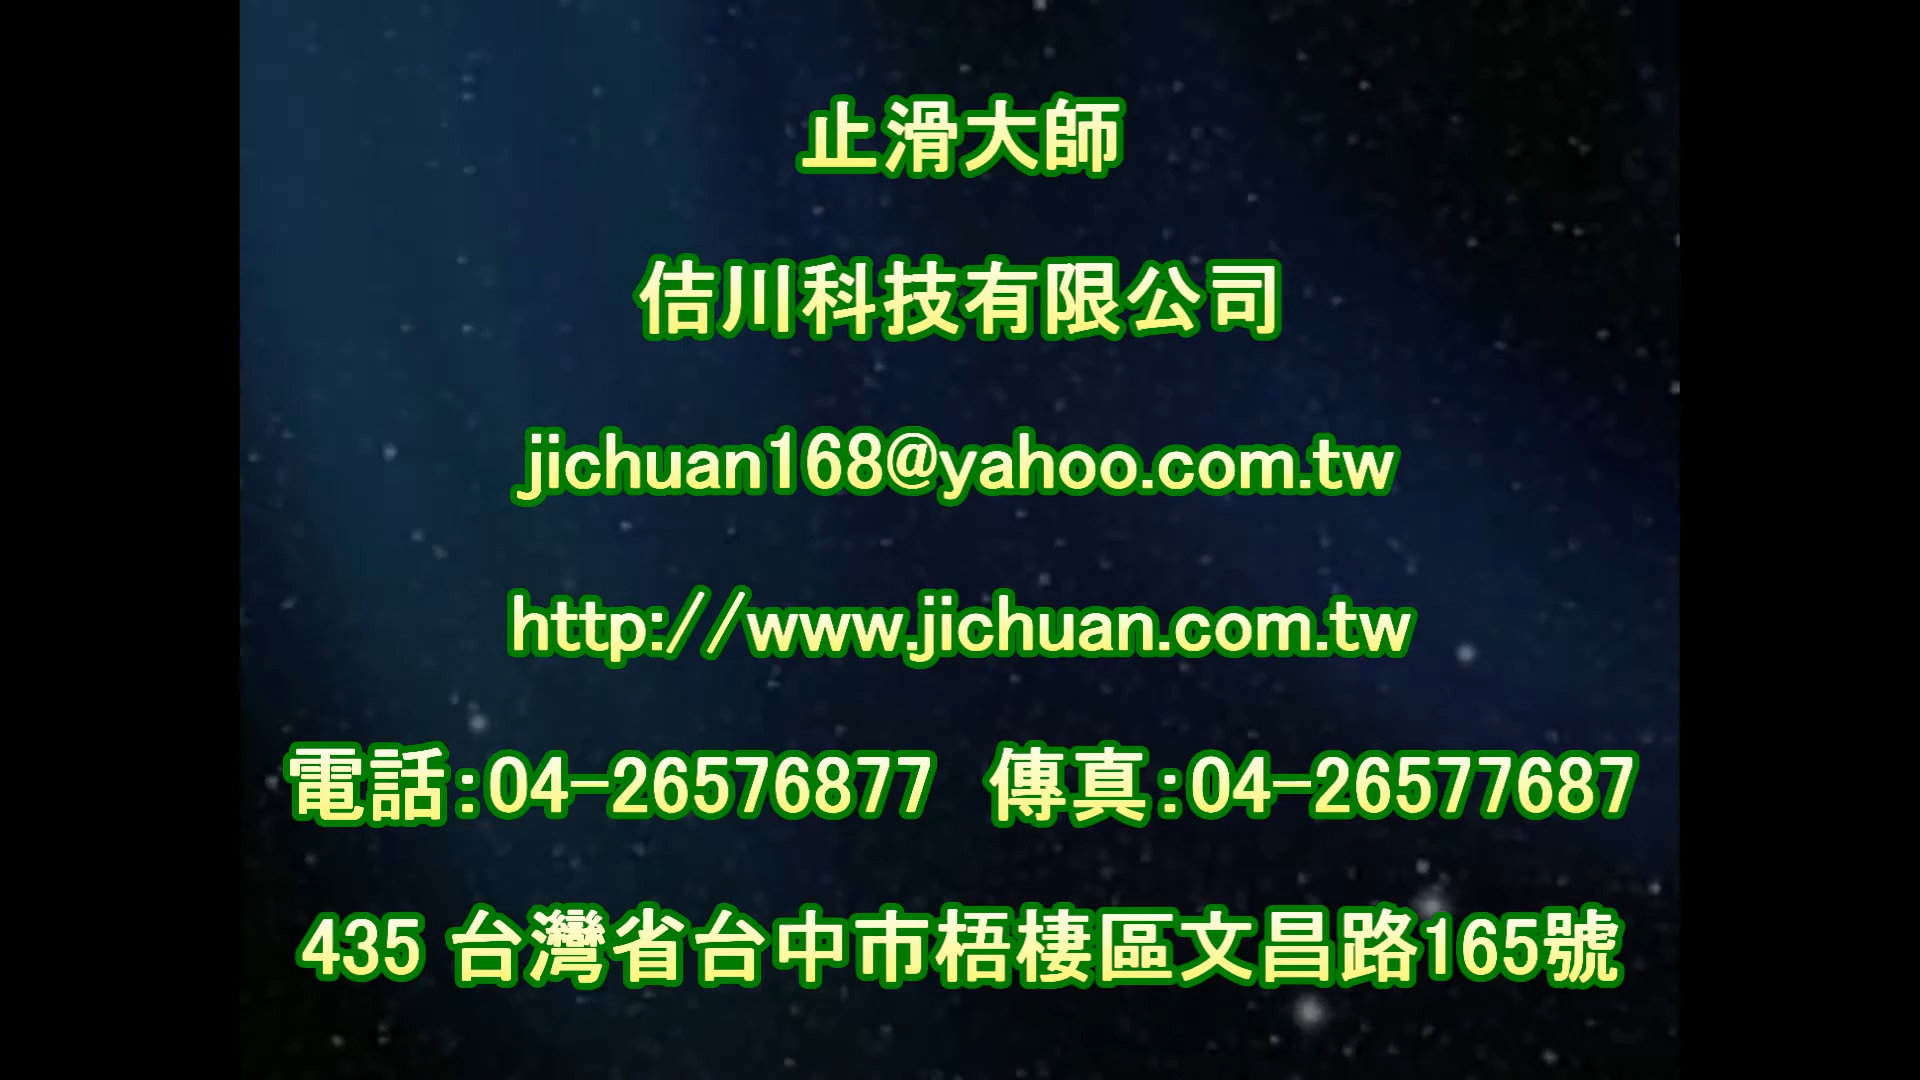 止滑大師
佶川科技有限公司
jichuan168@yahoo.com.tw
http://www.jichuan.com.tw
電話:04-26576877 傳真:04-26577687
435 台灣省台中市梧棲區文昌路165號